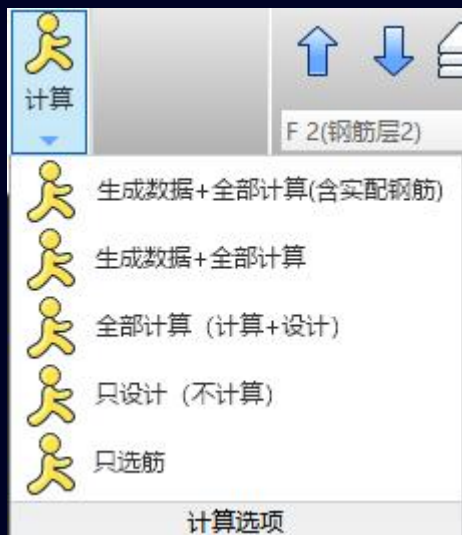 计算
F 2(钢筋层2)
生成数据+全部计算(含实配钢筋)
生成数据+全部计算
全部计算（计算+设计）
只设计（不计算）
只选筋
计算选项